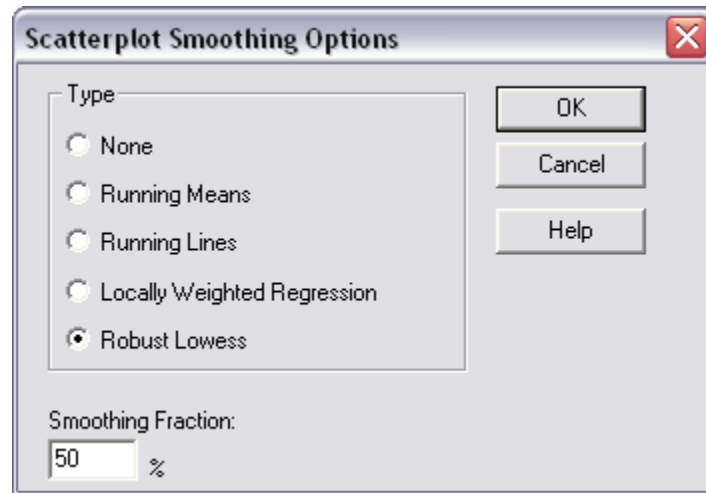 Scatterplot Smoothing Options
Type
None
Running Means
Running Lines
Locally Weighted Regression
Robust Lowess
OK
Cancel
Help
Smoothing Fraction:
50 %